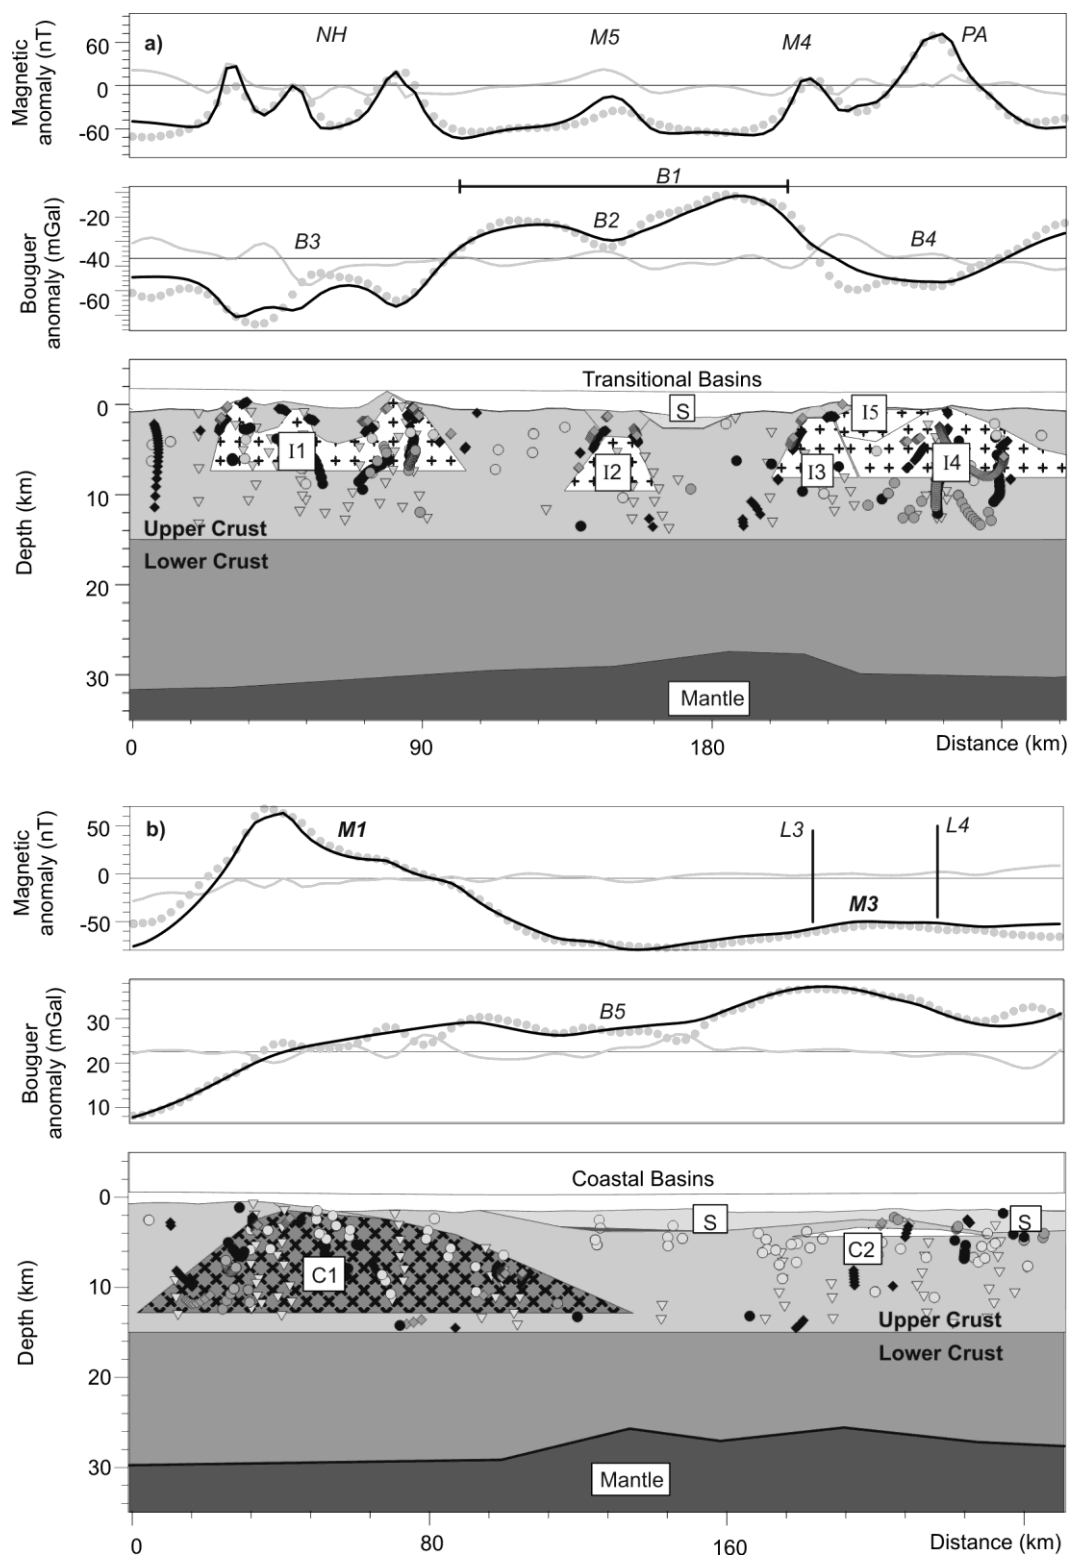 a)
NH
M5
M4
PA
Magnetic
anomaly (nT)
60
0
-60
B1
B2
B3
B4
Bouguer
anomaly (mGal)
-20
-40
-60
Transitional Basins
S
I5
I1
I2
I3
I4
Upper Crust
Lower Crust
Mantle
Depth (km)
0
10
20
30
0
90
180
Distance (km)
b)
M1
L3
L4
M3
Magnetic
anomaly (nT)
50
0
-50
B5
Bouguer
anomaly (mGal)
30
20
10
Coastal Basins
S
S
C1
C2
Upper Crust
Lower Crust
Mantle
Depth (km)
0
10
20
30
0
80
160
Distance (km)